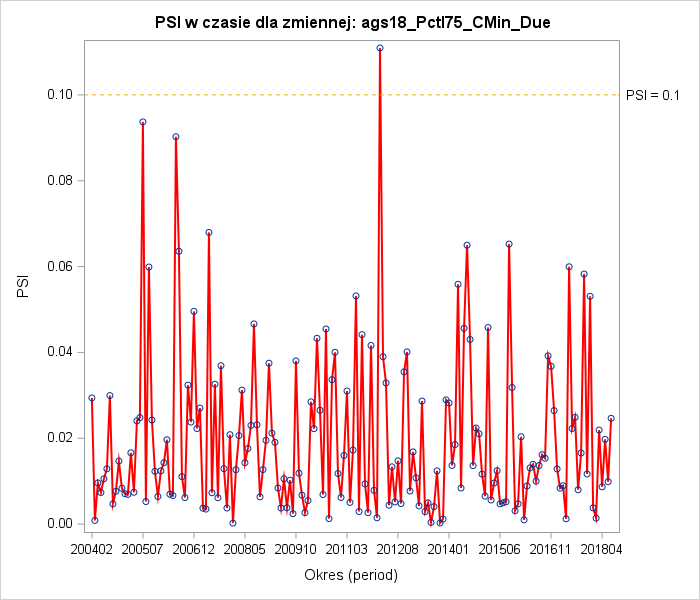 PSI w czasie dla zmiennej: ags18_Pctl75_CMin_Due
0.10
PSI = 0.1
0.08
0.06
PSI
0.04
0.02
0.00
200402 200507 200612 200805 200910 201103 201208 201401 201506 201611 201804
Okres (period)